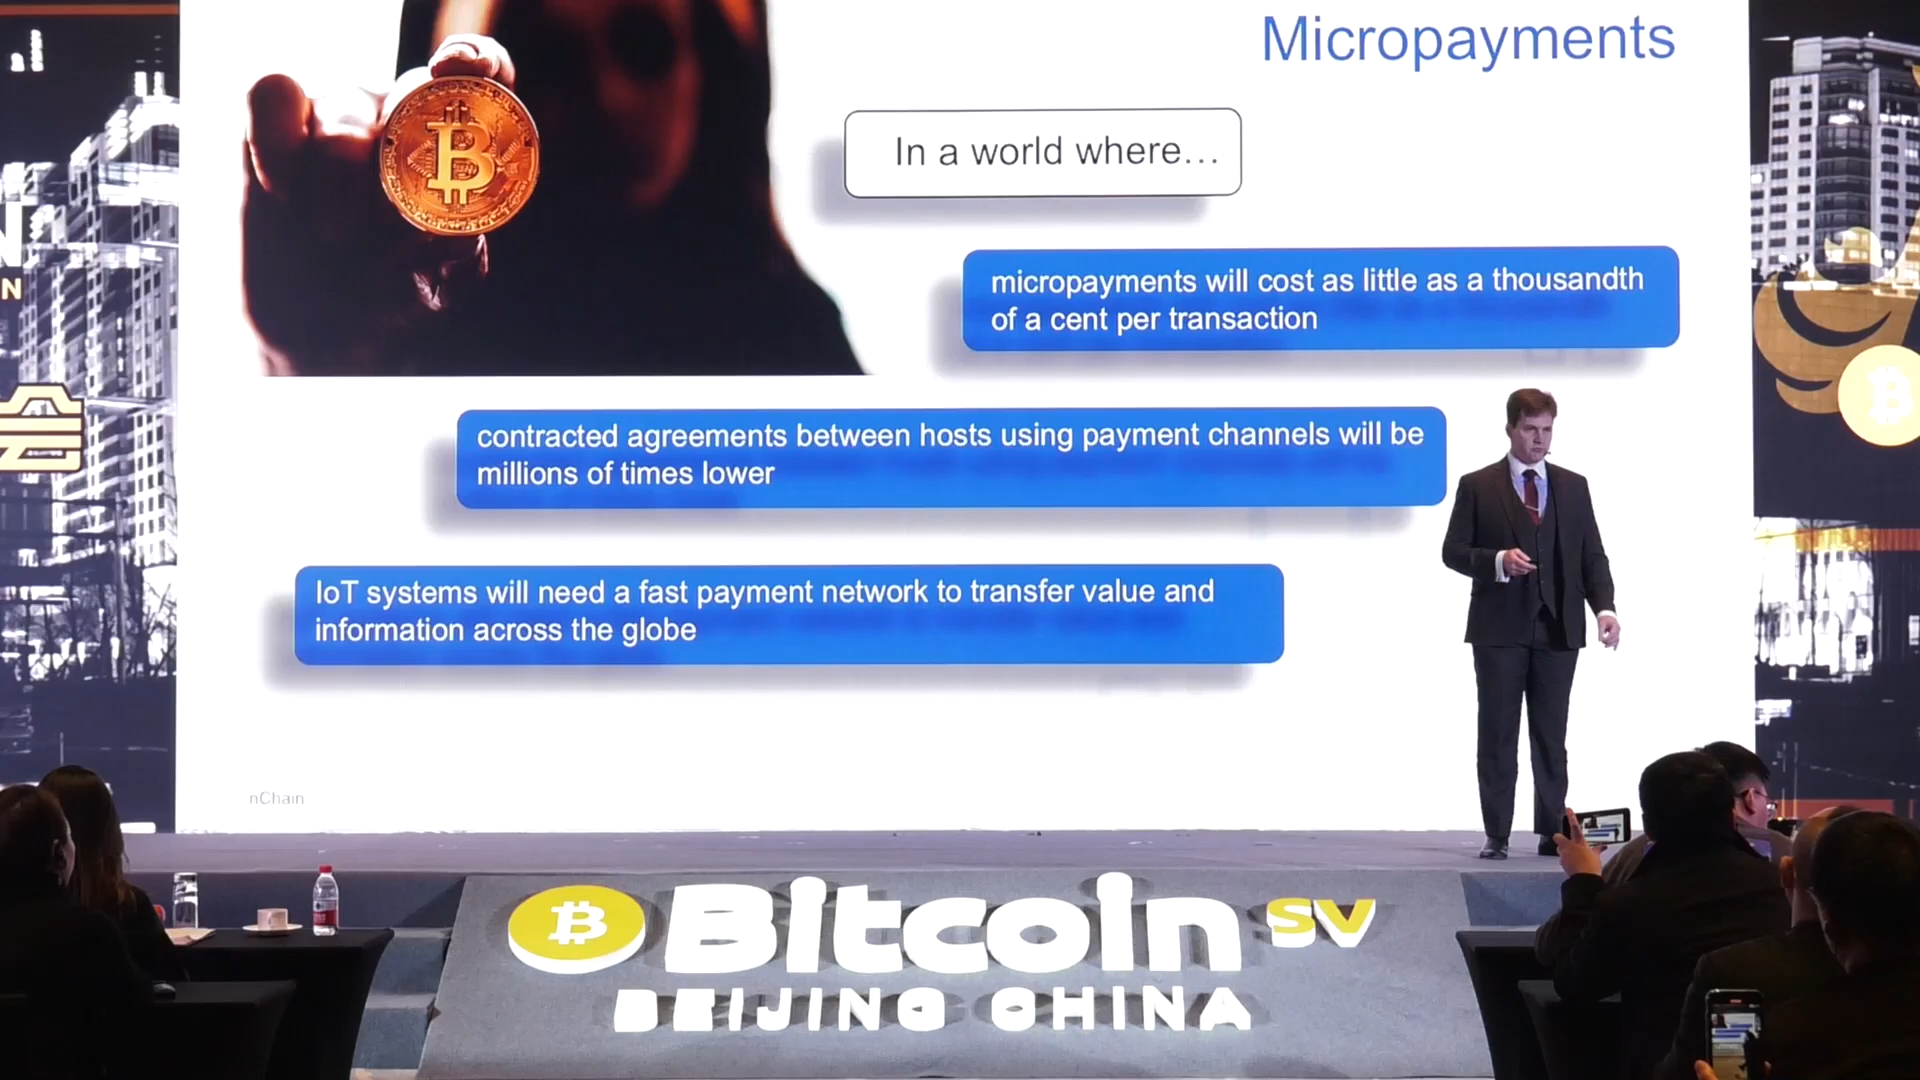 Micropayments
In a world where...
micropayments will cost as little as a thousandth
of a cent per transaction
contracted agreements between hosts using payment channels will be
millions of times lower
IoT systems will need a fast payment network to transfer value and
information across the globe
nChain
N
Bitcoin SV
BEIJING CHINA